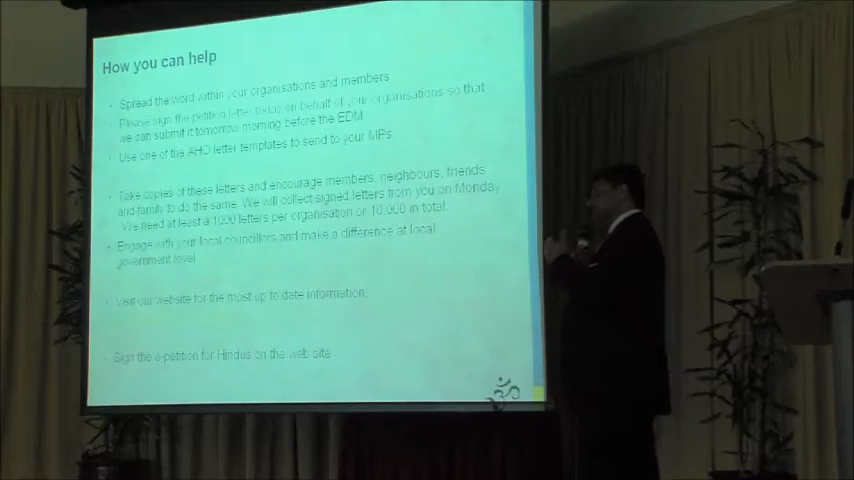 How you can help
Spread the word within your organisations and members
Please sign the petition letter today on behalf of your organisations so that
we can submit it tomorrow morning before the EDM
Use one of the AHO letter templates to send to your MPs
Take copies of these letters and encourage members, neighbours, friends
and family to do the same. We will collect signed letters from you on Monday
We need at least a 1000 letters per organisation or 10,000 in total.
Engage with your local councillors and make a difference at local
government level
Visit our website for the most up to date information.
Sign the e-petition for Hindus on the web site
ॐ